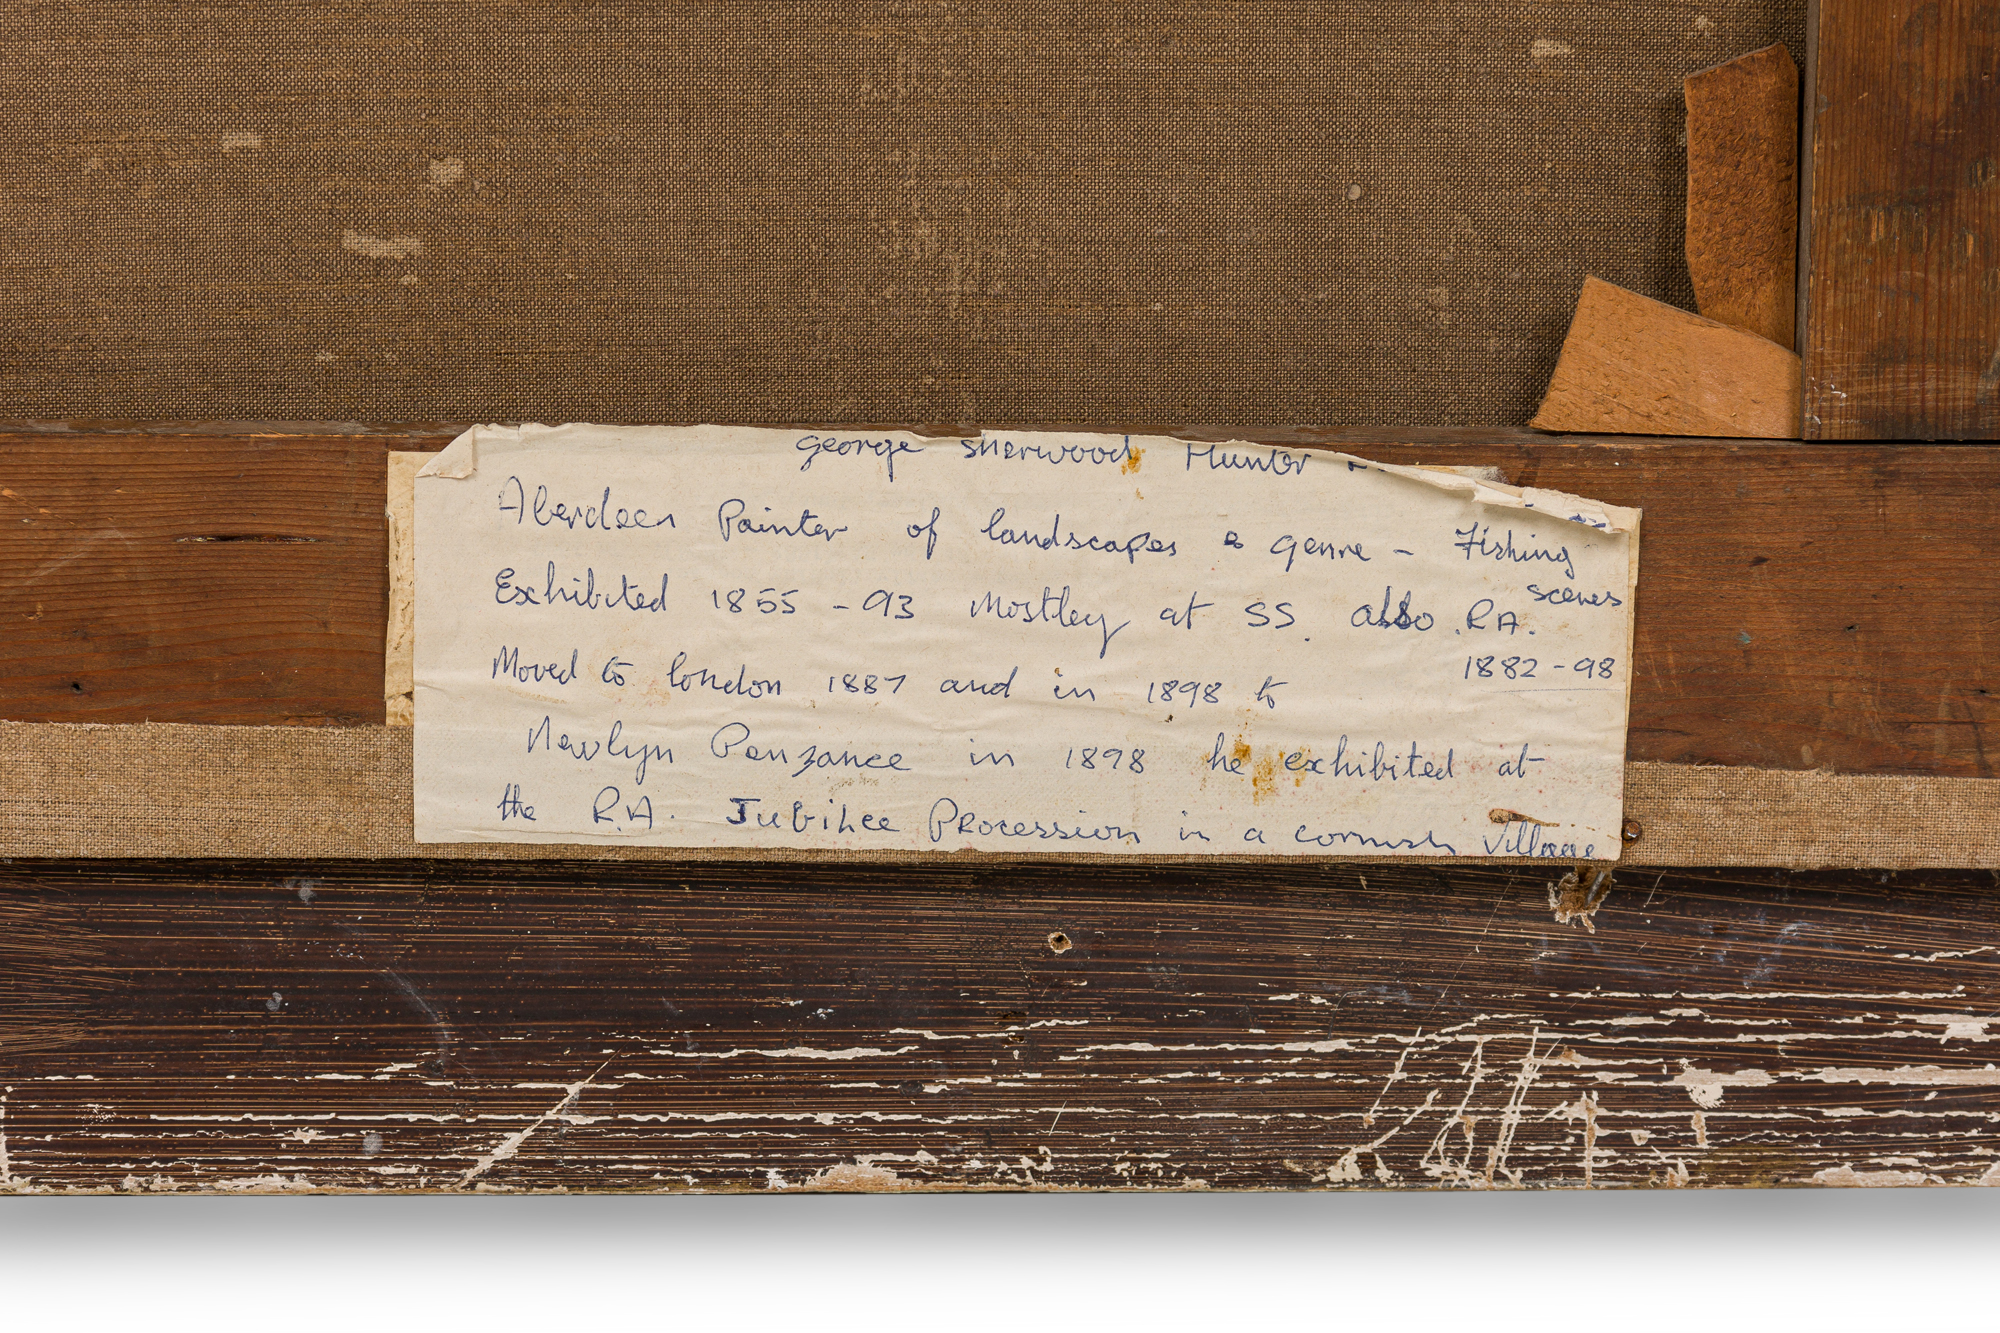 George Sherwood Hunter
Aberdeen Painter of landscapes & genre - Fishing
scenes
Exhibited 1855 - 93 Mostley at SS. also .R.A.
1882 - 98
Moved to london 1887 and in 1898 to
Newlyn Penzance in 1898 he exhibited at
the R.A. Jubilee Procession in a cornish village